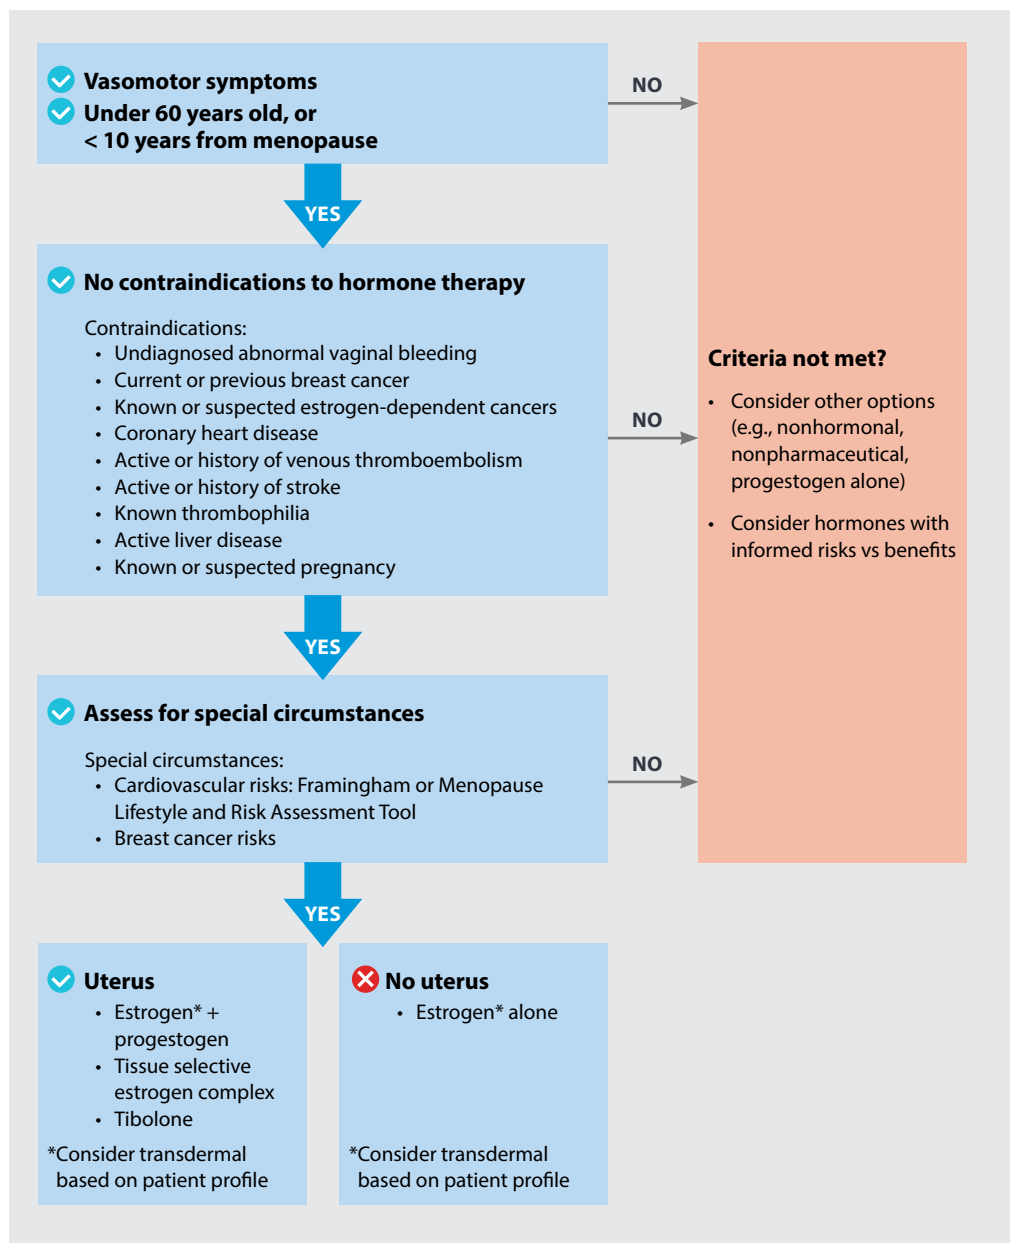 Vasomotor symptoms
Under 60 years old, or
< 10 years from menopause
NO
YES
No contraindications to hormone therapy
Contraindications:
• Undiagnosed abnormal vaginal bleeding
• Current or previous breast cancer
• Known or suspected estrogen-dependent cancers
• Coronary heart disease
• Active or history of venous thromboembolism
• Active or history of stroke
• Known thrombophilia
• Active liver disease
• Known or suspected pregnancy
NO
YES
Assess for special circumstances
Special circumstances:
• Cardiovascular risks: Framingham or Menopause
Lifestyle and Risk Assessment Tool
• Breast cancer risks
NO
YES
Criteria not met?
• Consider other options
(e.g., nonhormonal,
nonpharmaceutical,
progestogen alone)
• Consider hormones with
informed risks vs benefits
Uterus
• Estrogen* +
progestogen
• Tissue selective
estrogen complex
• Tibolone
*Consider transdermal
based on patient profile
No uterus
• Estrogen* alone
*Consider transdermal
based on patient profile